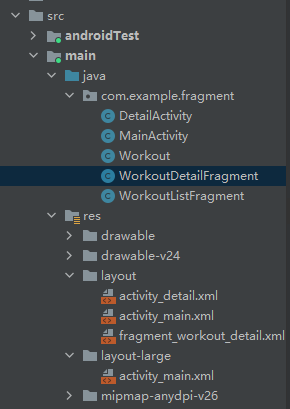 src
androidTest
main
java
com.example.fragment
DetailActivity
MainActivity
Workout
WorkoutDetailFragment
WorkoutListFragment
res
drawable
drawable-v24
layout
activity_detail.xml
activity_main.xml
fragment_workout_detail.xml
layout-large
activity_main.xml
mipmap-anydpi-v26